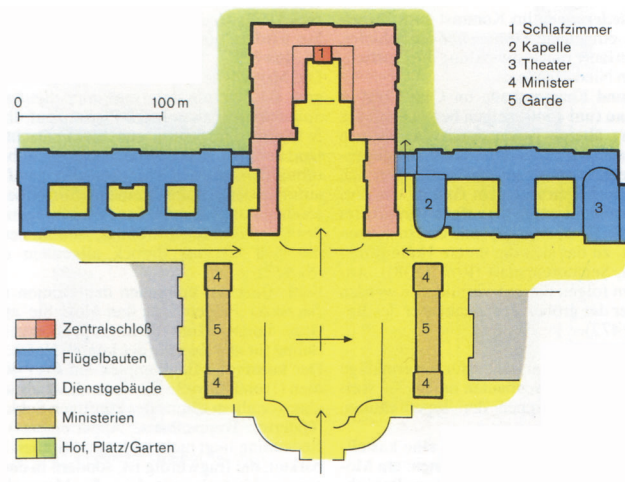 1 Schlafzimmer
2 Kapelle
3 Theater
4 Minister
5 Garde
0 100 m
1
2
3
4 4
5 5
4 4
Zentralschloß
Flügelbauten
Dienstgebäude
Ministerien
Hof, Platz/Garten